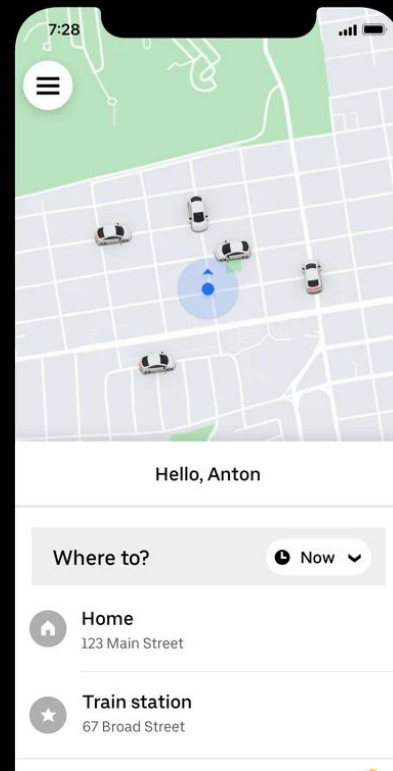 7:28
Hello, Anton
Where to?
Now
Home
123 Main Street
Train station
67 Broad Street